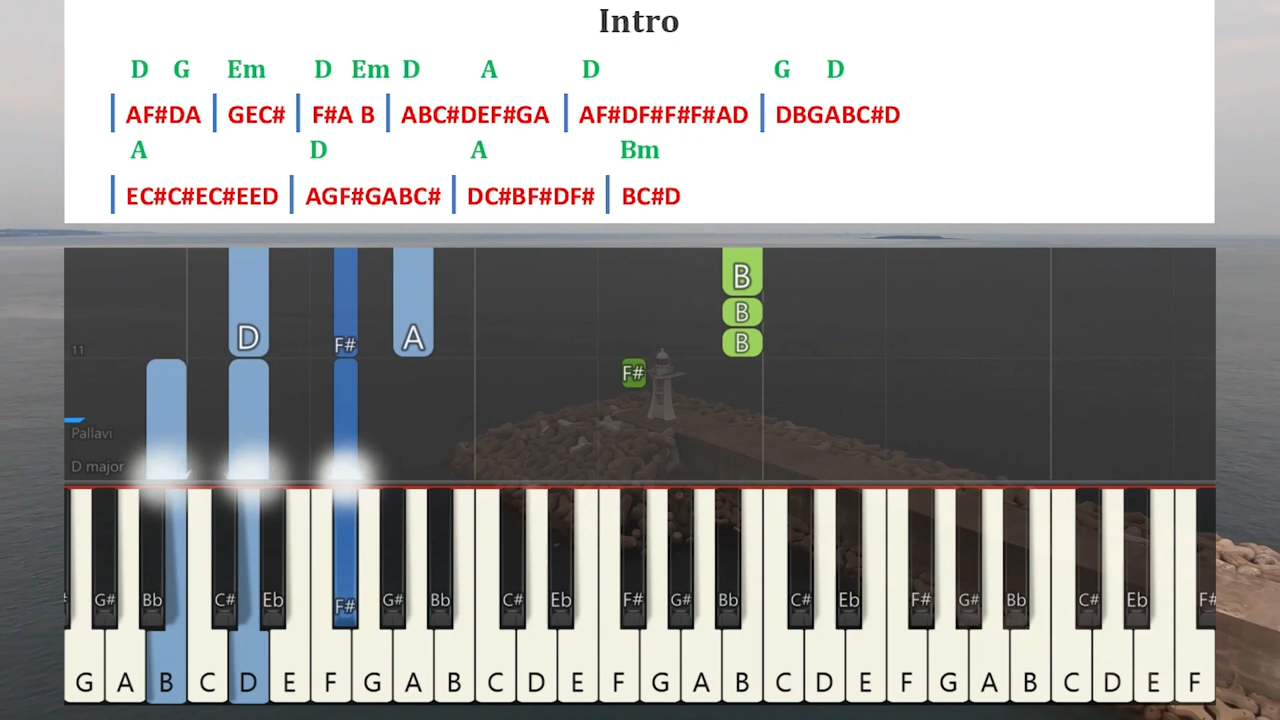 Intro
D G Em D Em D A D G D
| AF#DA | GEC# | F#A B | ABC#DEF#GA | AF#DF#F#F#AD | DBGABC#D
A D A Bm
| EC#C#EC#EED | AGF#GABC# | DC#BF#DF# | BC#D
B
D F# A B
B
11
F#
Pallavi
D major
G# Bb C# Eb F# G# Bb C# Eb F# G# Bb C# Eb F# G# Bb C# Eb F#
G A B C D E F G A B C D E F G A B C D E F G A B C D E F